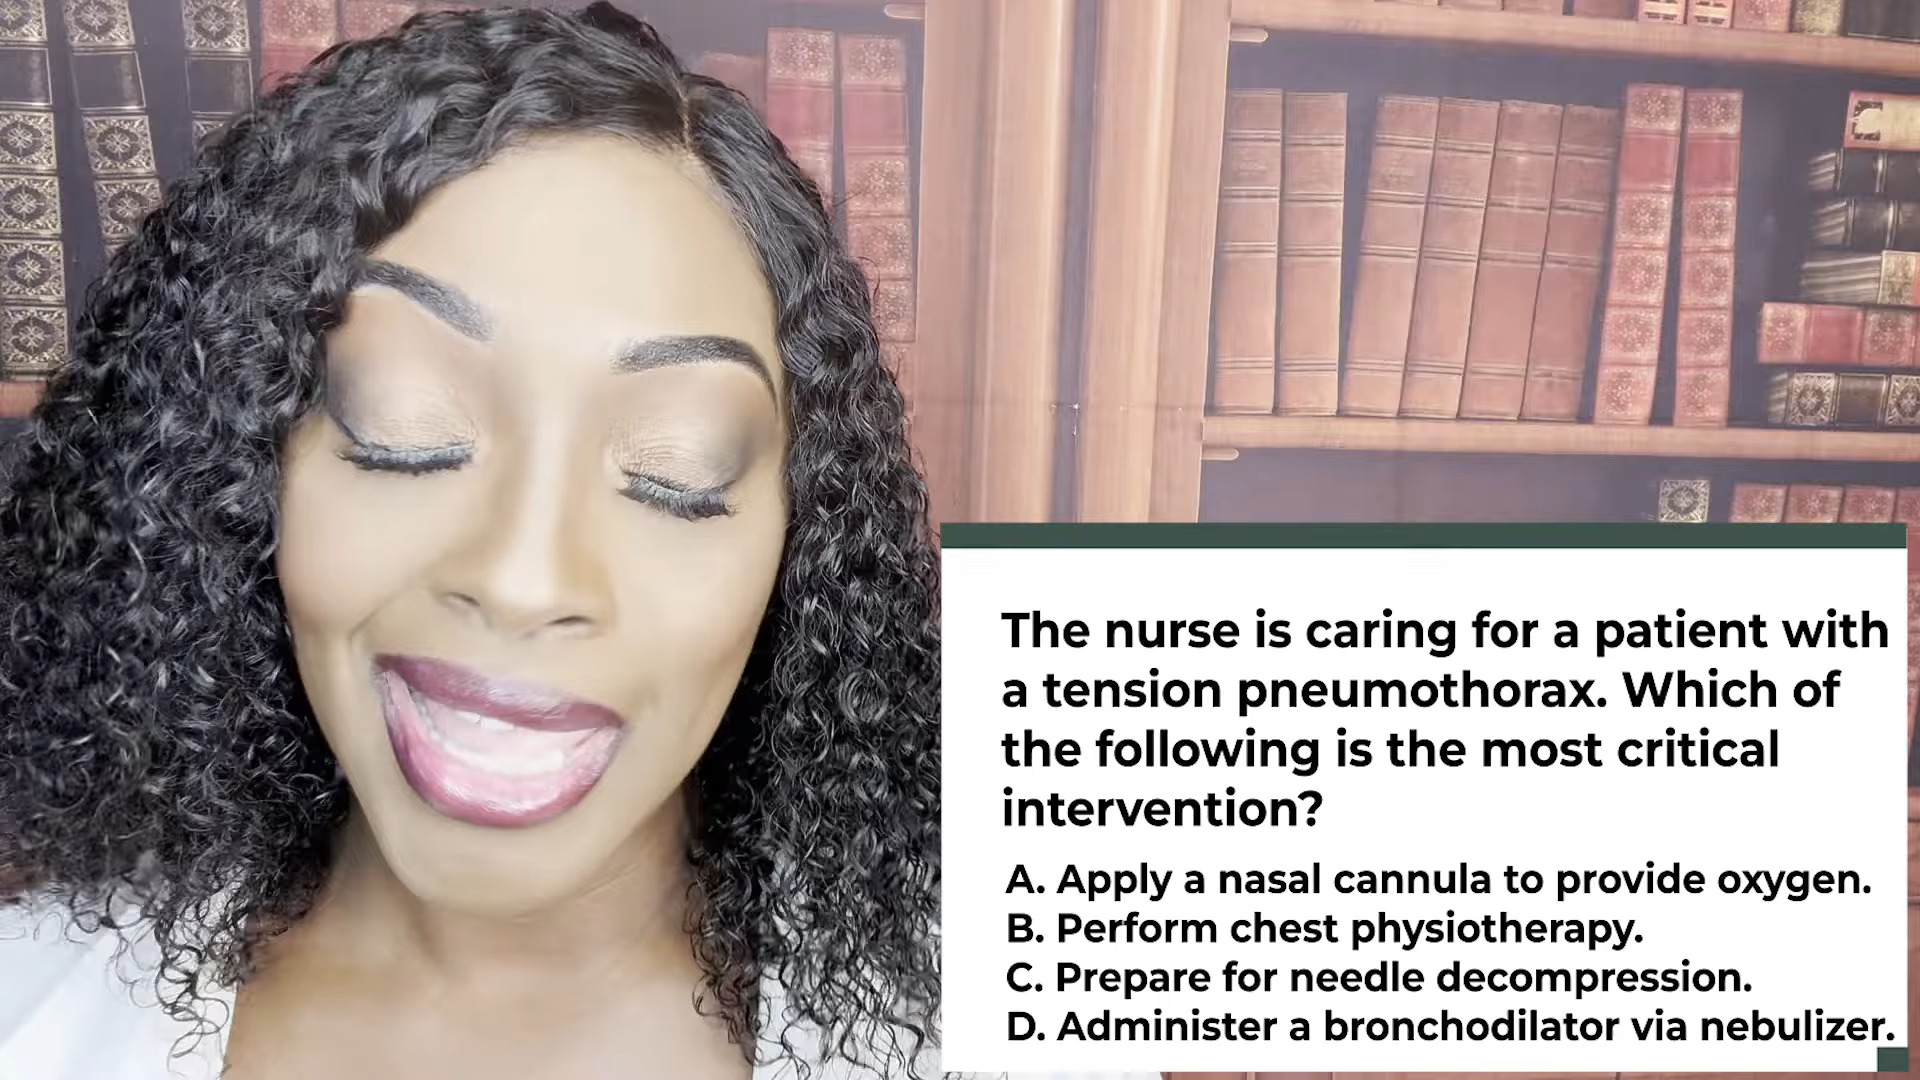 The nurse is caring for a patient with
a tension pneumothorax. Which of
the following is the most critical
intervention?
A. Apply a nasal cannula to provide oxygen.
B. Perform chest physiotherapy.
C. Prepare for needle decompression.
D. Administer a bronchodilator via nebulizer.